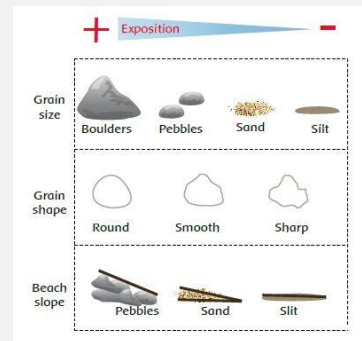 + Exposition -
Grain size
Boulders Pebbles Sand Silt
Grain shape
Round Smooth Sharp
Beach slope
Pebbles Sand Slit